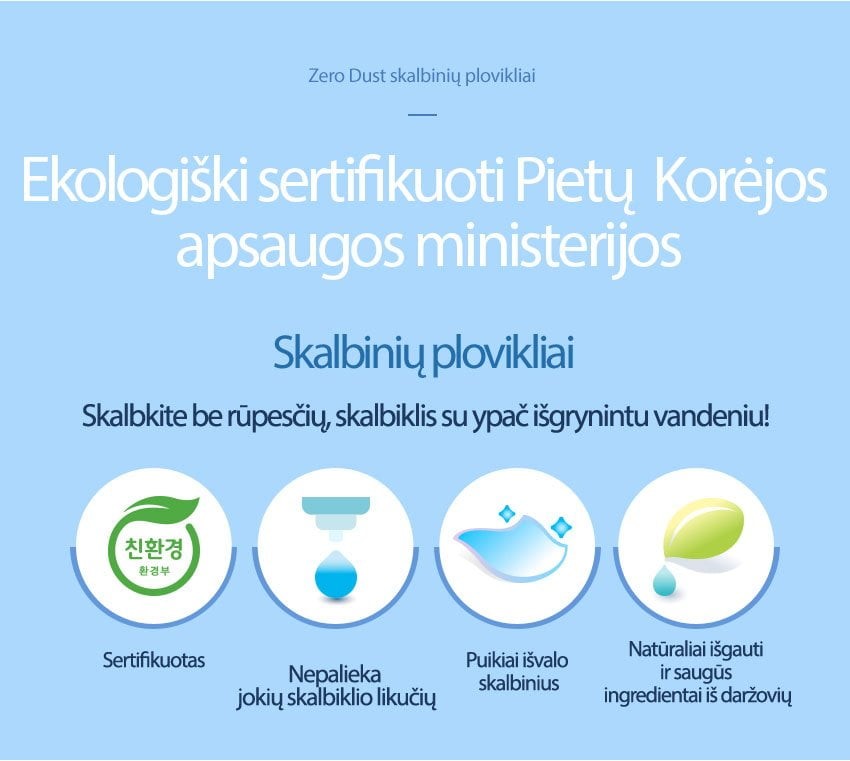 Zero Dust skalbinių plovikliai
Ekologiški sertifikuoti Pietų Korėjos
apsaugos ministerijos
Skalbinių plovikliai
Skalbkite be rūpesčių, skalbiklis su ypač išgrynintu vandeniu!
친환경
환경부
Sertifikuotas
Nepalieka
jokių skalbiklio likučių
Puikiai išvalo
skalbinius
Natūraliai išgauti
ir saugūs
ingredientai iš daržovių